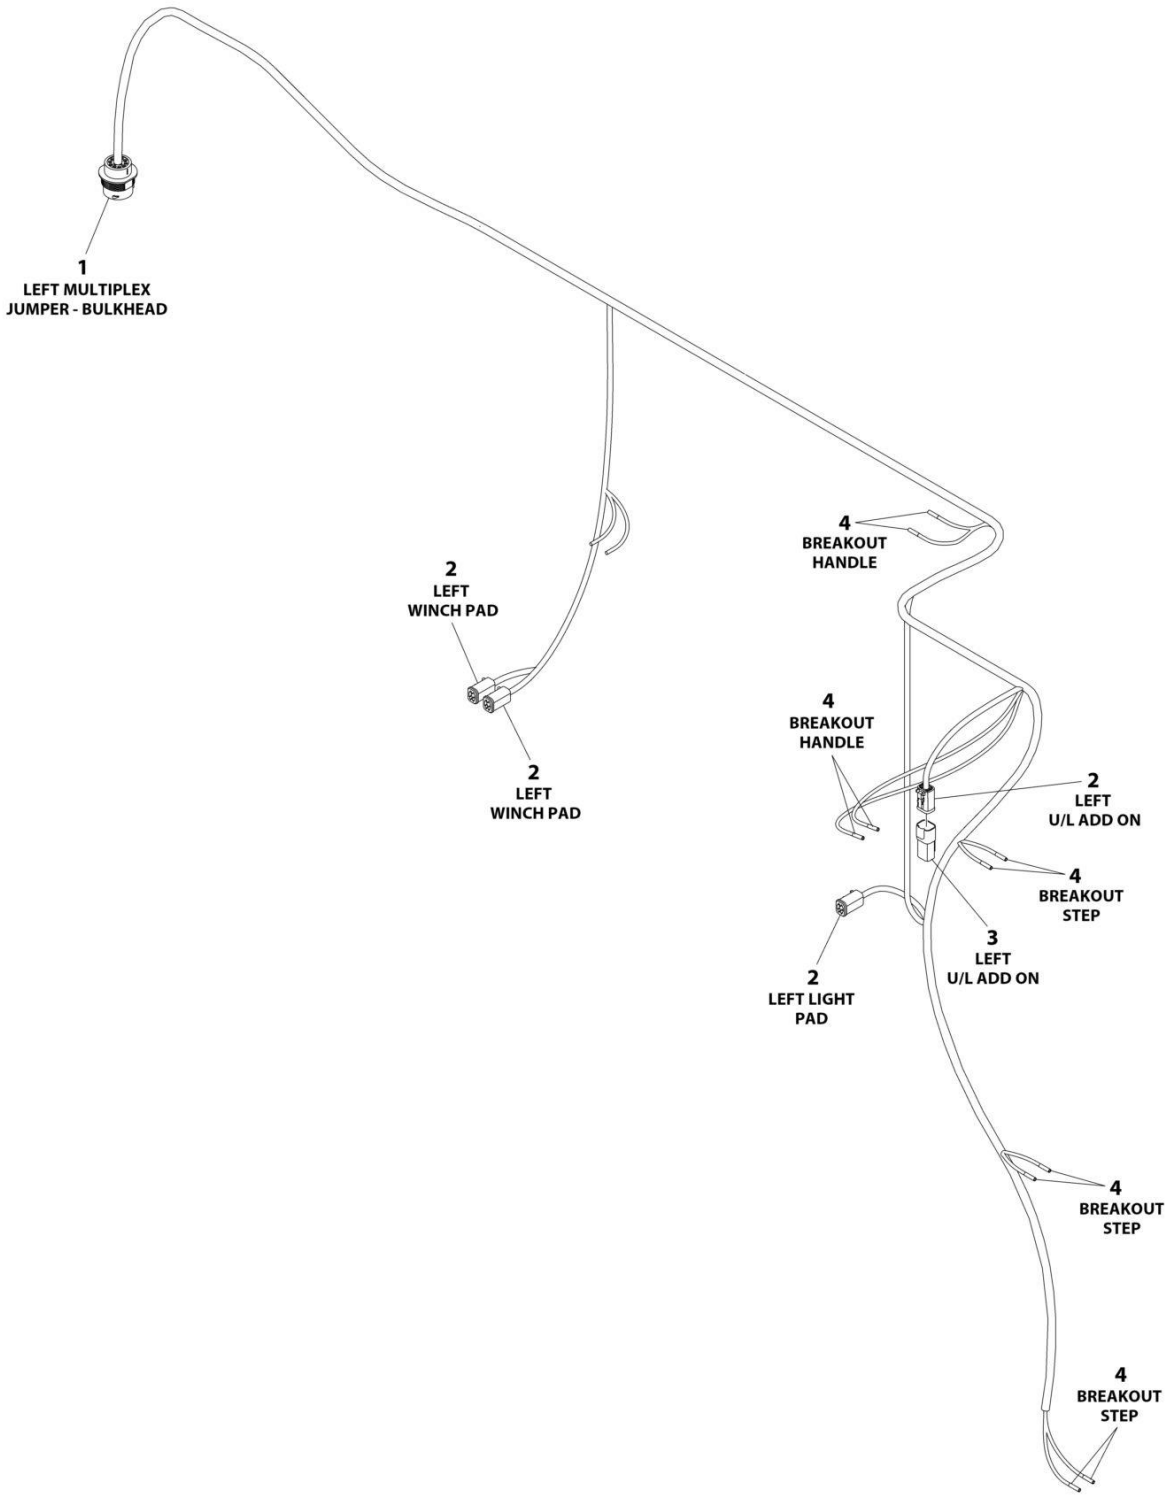 1
LEFT MULTIPLEX
JUMPER - BULKHEAD
4
BREAKOUT
HANDLE
2
LEFT
WINCH PAD
4
BREAKOUT
HANDLE
2
LEFT
WINCH PAD
2
LEFT
U/L ADD ON
4
BREAKOUT
STEP
3
LEFT
U/L ADD ON
2
LEFT LIGHT
PAD
4
BREAKOUT
STEP
4
BREAKOUT
STEP